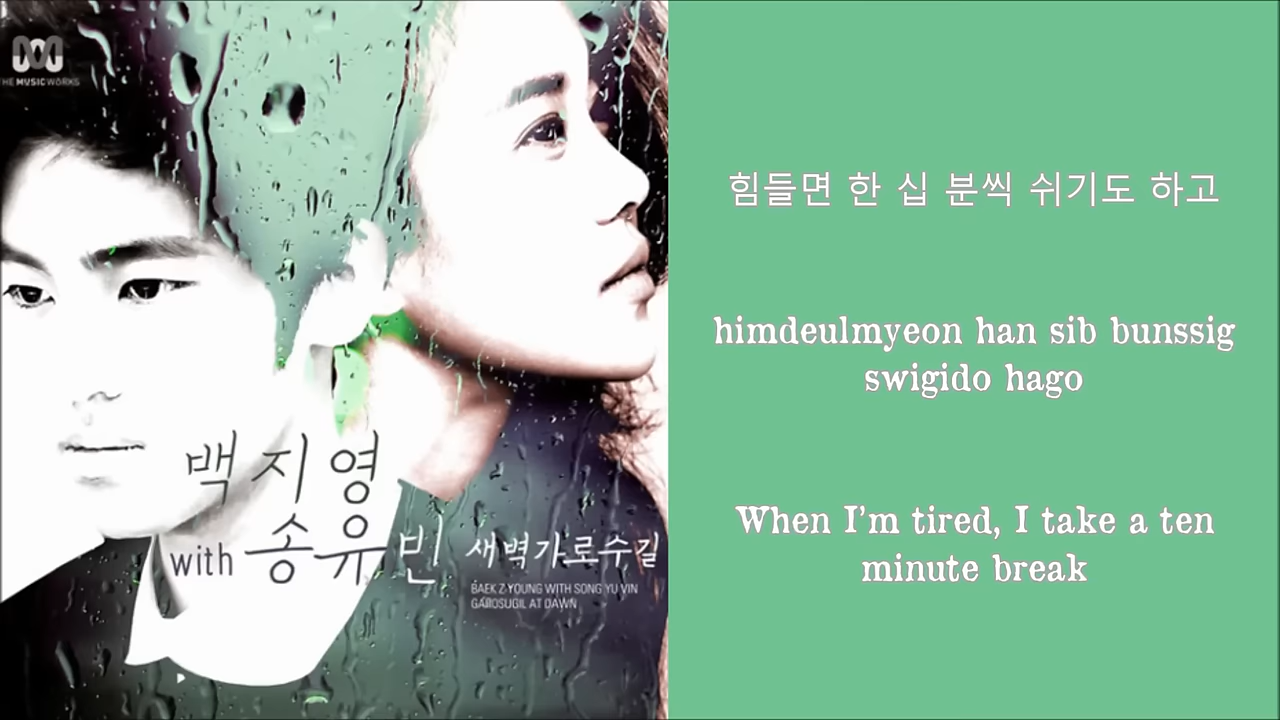 HE MUSIC WORKS
백지영
with 송유빈
새벽가로수길
BAEK Z YOUNG WITH SONG YU VIN
GAROSUGIL AT DAWN
힘들면 한 십 분씩 쉬기도 하고
himdeulmyeon han sib bunssig
swigido hago
When I'm tired, I take a ten
minute break